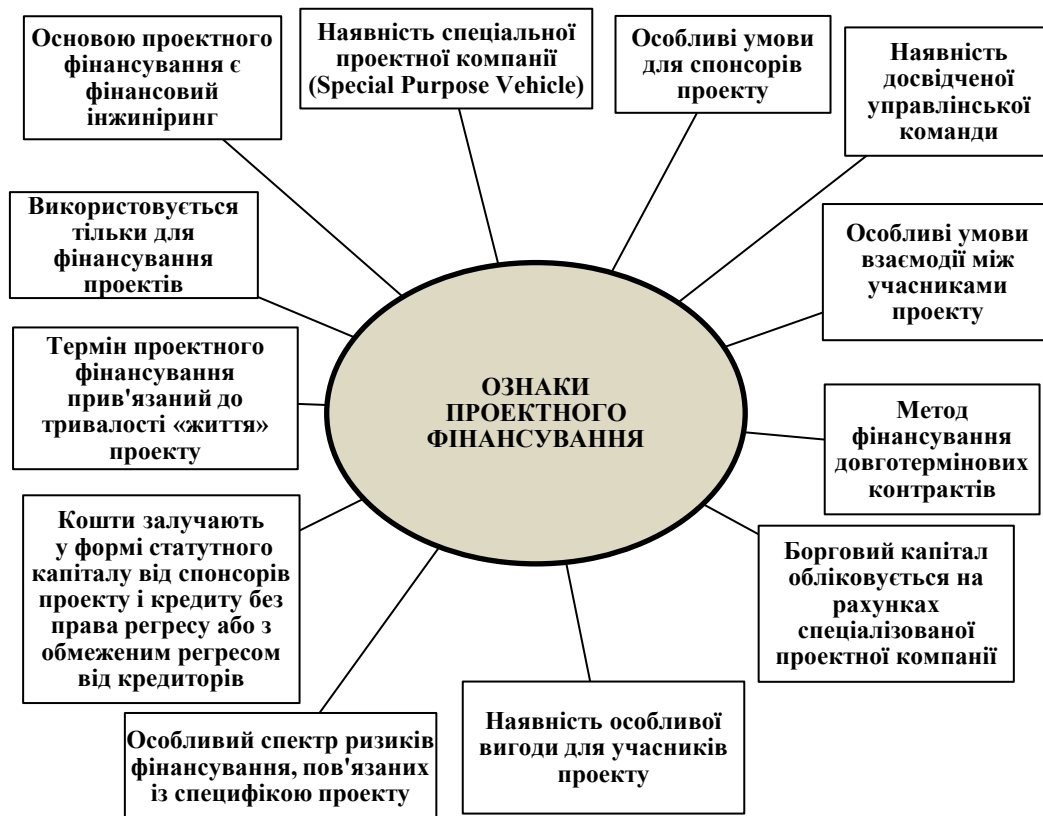 Основою проектного
фінансування є
фінансовий
інжиніринг
Наявність спеціальної
проектної компанії
(Special Purpose Vehicle)
Особливі умови
для спонсорів
проекту
Наявність
досвідченої
управлінської
команди
Використовується
тільки для
фінансування
проектів
Особливі умови
взаємодії між
учасниками
проекту
Термін проектного
фінансування
прив'язаний до
тривалості «життя»
проекту
ОЗНАКИ
ПРОЕКТНОГО
ФІНАНСУВАННЯ
Метод
фінансування
довготермінових
контрактів
Кошти залучають
у формі статутного
капіталу від спонсорів
проекту і кредиту без
права регресу або з
обмеженим регресом
від кредиторів
Борговий капітал
обліковується на
рахунках
спеціалізованої
проектної компанії
Особливий спектр ризиків
фінансування, пов'язаних
із специфікою проекту
Наявність особливої
вигоди для учасників
проекту